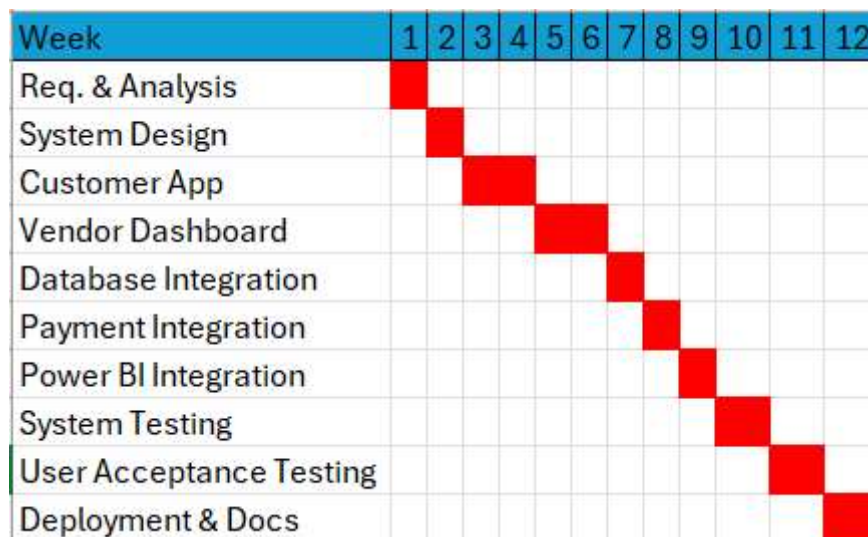 Week 1 2 3 4 5 6 7 8 9 10 11 12
Req. & Analysis
System Design
Customer App
Vendor Dashboard
Database Integration
Payment Integration
Power BI Integration
System Testing
User Acceptance Testing
Deployment & Docs